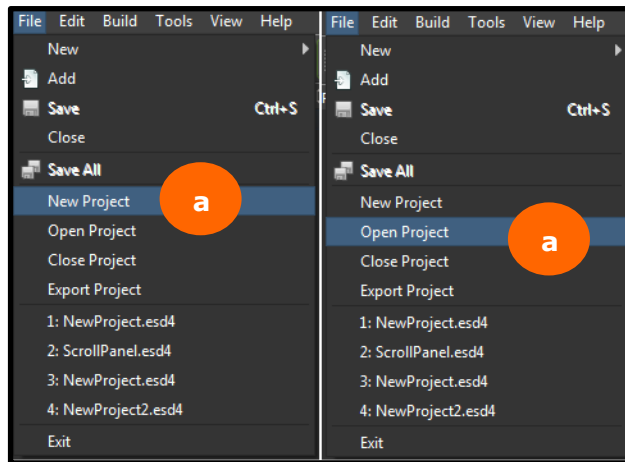 File Edit Build Tools View Help
New
Add
Save Ctrl+S
Close
Save All
New Project a
Open Project
Close Project
Export Project
1: NewProject.esd4
2: ScrollPanel.esd4
3: NewProject.esd4
4: NewProject2.esd4
Exit
File Edit Build Tools View Help
New
Add
Save Ctrl+S
Close
Save All
New Project
Open Project a
Close Project
Export Project
1: NewProject.esd4
2: ScrollPanel.esd4
3: NewProject.esd4
4: NewProject2.esd4
Exit